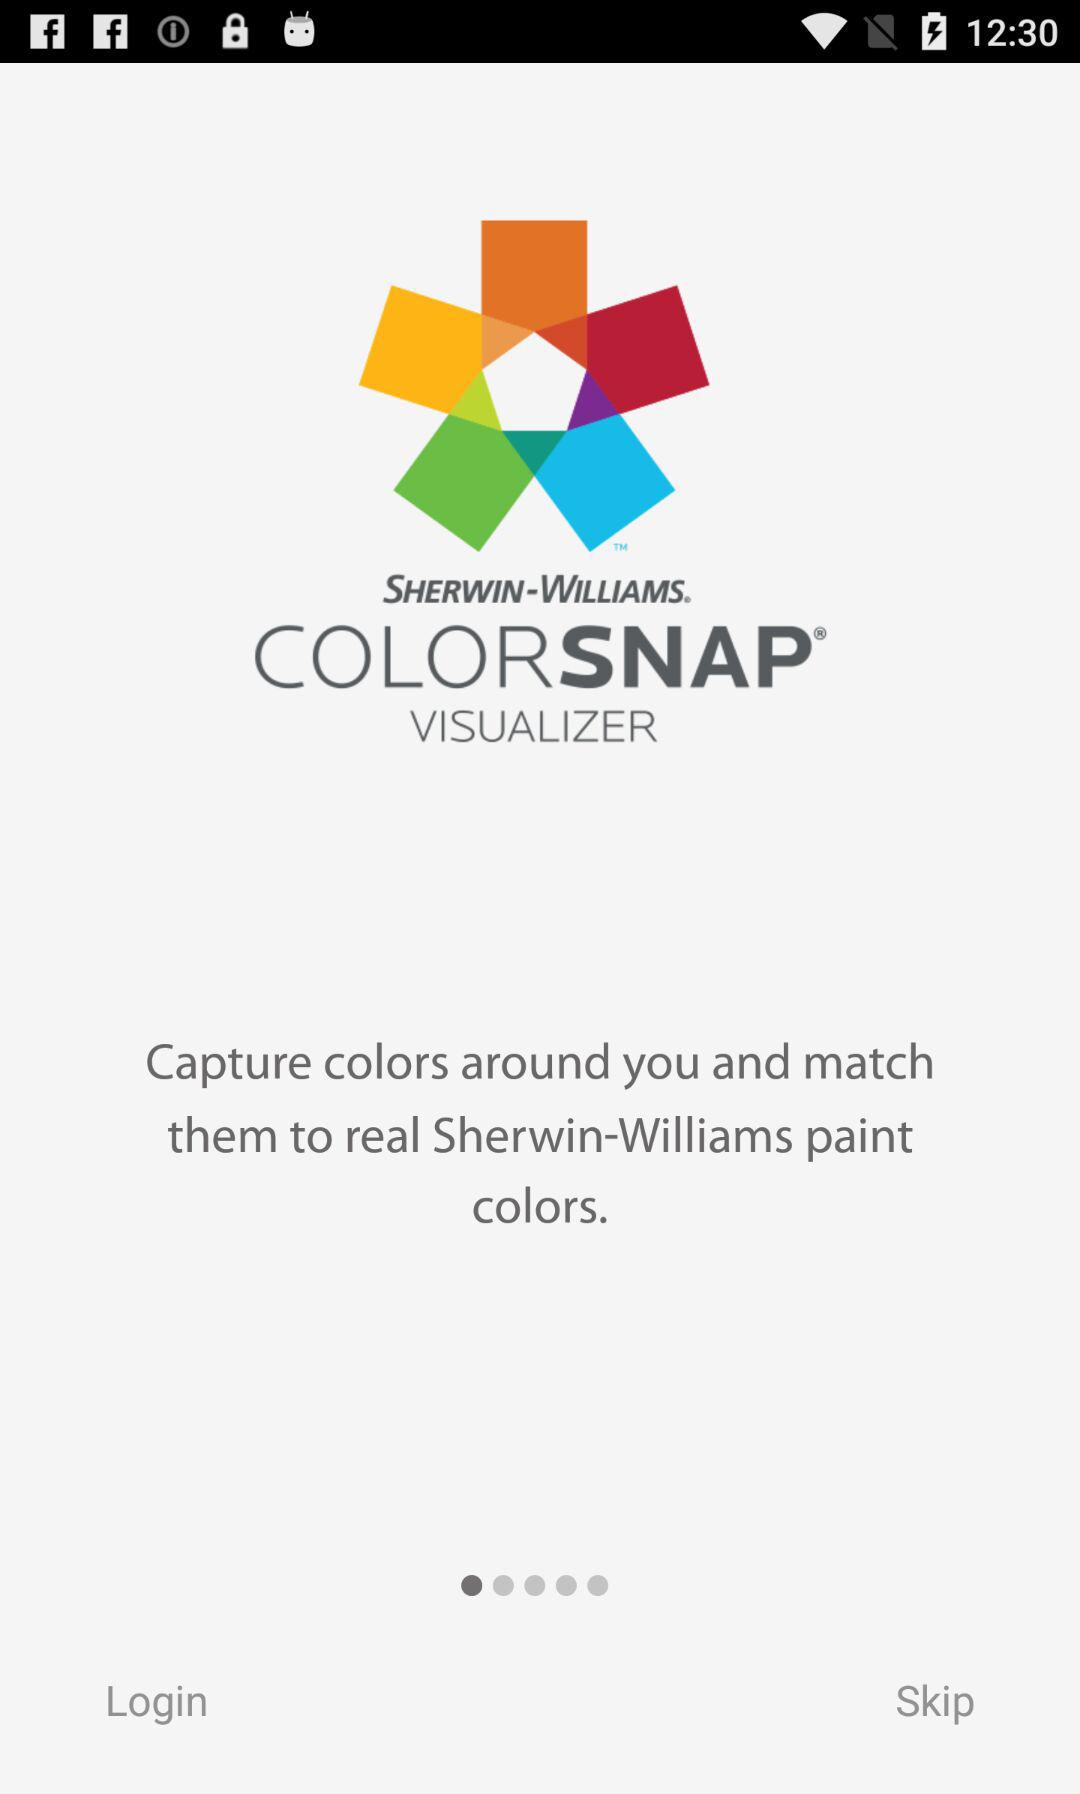 12:30
TM
SHERWIN-WILLIAMS®
COLORSNAP®
VISUALIZER
Capture colors around you and match
them to real Sherwin-Williams paint
colors.
Login
Skip